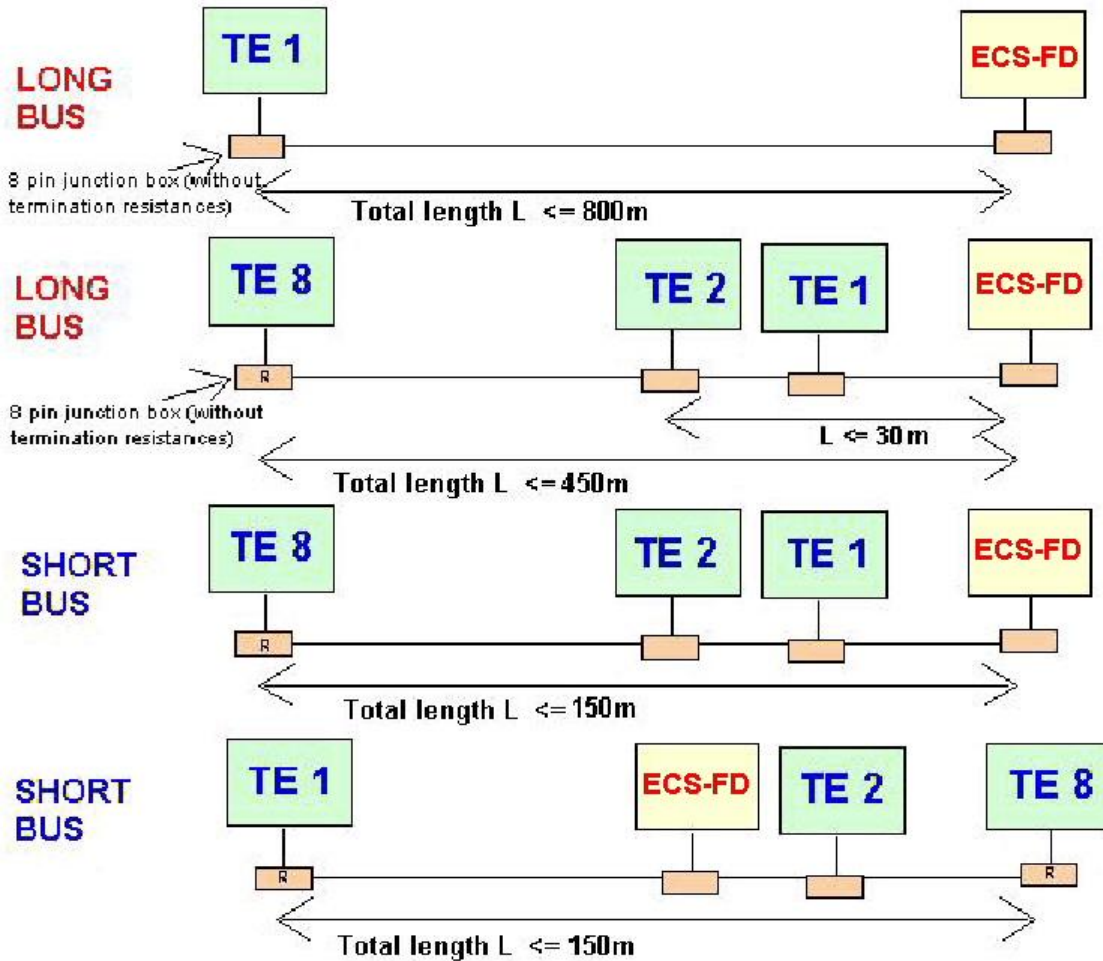 TE 1
ECS-FD
LONG
BUS
8 pin junction box (without
termination resistances)
Total length L <= 800m
TE 8
TE 2
TE 1
ECS-FD
LONG
BUS
R
8 pin junction box (without
termination resistances)
L <= 30m
Total length L <=450m
TE 8
TE 2
TE 1
ECS-FD
SHORT
BUS
R
Total length L <=150m
TE 1
ECS-FD
TE 2
TE 8
SHORT
BUS
R
R
Total length L <=150m